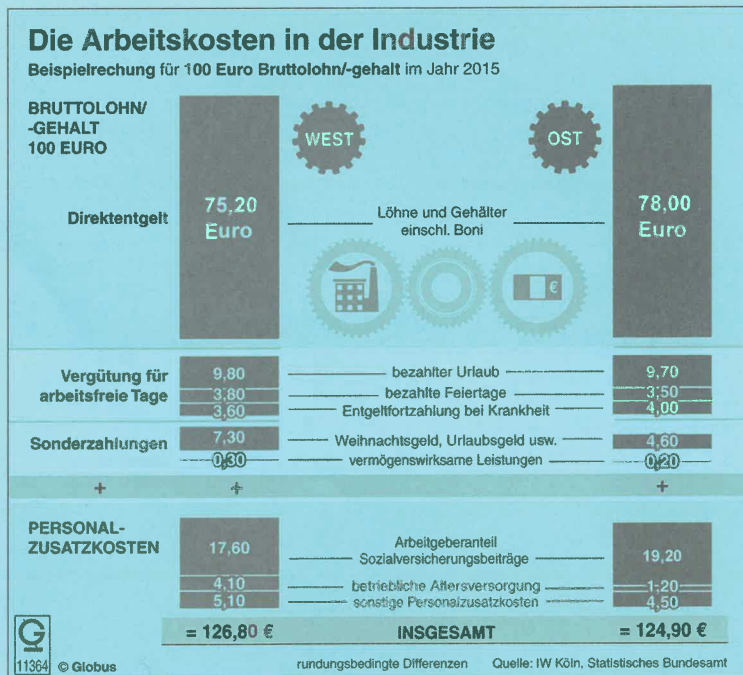 Die Arbeitskosten in der Industrie
Beispielrechung für 100 Euro Bruttolohn/-gehalt im Jahr 2015
BRUTTOLOHN/
-GEHALT
100 EURO
WEST
OST
Direktentgelt
75,20
Euro
Löhne und Gehälter
einschl. Boni
78,00
Euro
€
Vergütung für
arbeitsfreie Tage
9,80 bezahlter Urlaub 9,70
3,80 bezahlte Feiertage 3,50
3,60 Entgeltfortzahlung bei Krankheit 4,00
Sonderzahlungen
7,30 Weihnachtsgeld, Urlaubsgeld usw. 4,60
0,30 vermögenswirksame Leistungen 0,20
+ + +
PERSONAL-
ZUSATZKOSTEN
17,60
Arbeitgeberanteil
Sozialversicherungsbeiträge
19,20
4,10 betriebliche Altersversorgung 1,20
5,10 sonstige Personalzusatzkosten 4,50
= 126,80 € INSGESAMT = 124,90 €
G
11364 © Globus rundungsbedingte Differenzen Quelle: IW Köln, Statistisches Bundesamt